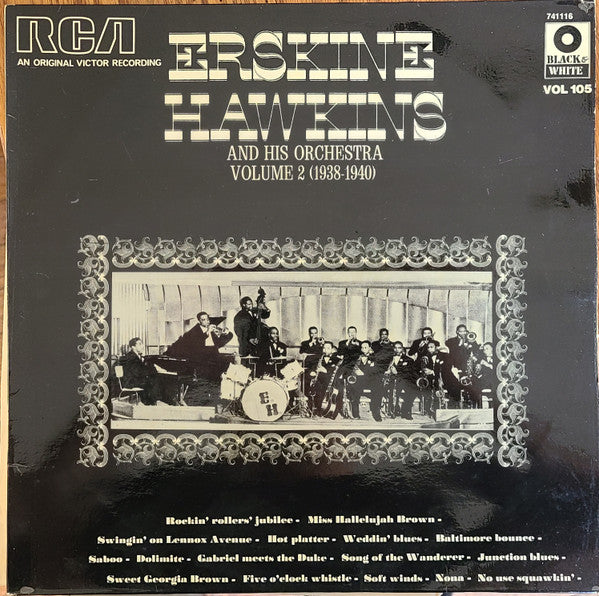 RCA
AN ORIGINAL VICTOR RECORDING
ERSKINE
HAWKINS
AND HIS ORCHESTRA
VOLUME 2 (1938-1940)
741116
BLACK &
WHITE
VOL 105
E
H
Rockin' rollers' jubilee - Miss Hallelujah Brown -
Swingin' on Lennox Avenue - Hot platter - Weddin' blues - Baltimore bounce -
Saboo - Dolimite - Gabriel meets the Duke - Song of the Wanderer - Junction blues -
Sweet Georgia Brown - Five o'clock whistle - Soft winds - Nona - No use squawkin' -